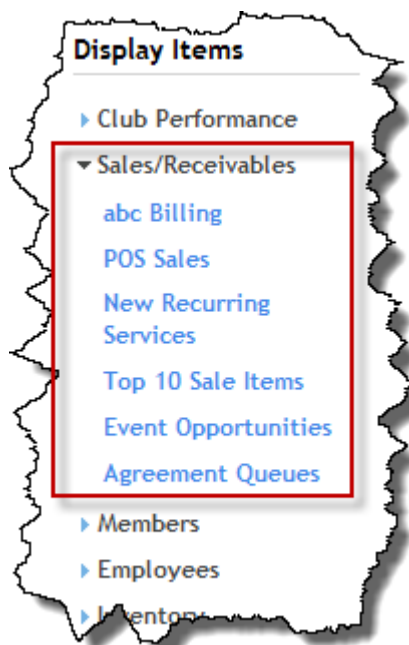 Display Items
Club Performance
Sales/Receivables
abc Billing
POS Sales
New Recurring
Services
Top 10 Sale Items
Event Opportunities
Agreement Queues
Members
Employees
Inventory